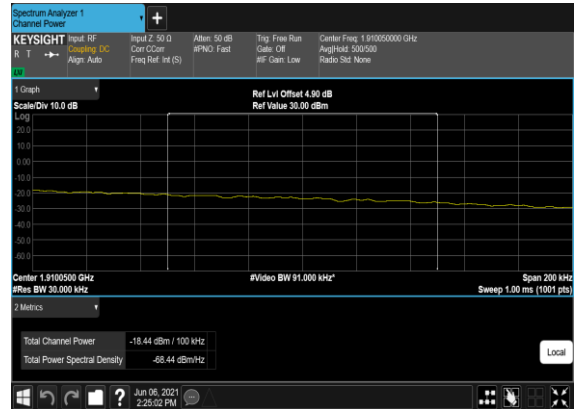 Spectrum Analyzer 1
Channel Power
+
KEYSIGHT Input: RF
R T Coupling: DC
Align: Auto
Input Z: 50 Ω
Corr CCorr
Freq Ref: Int (S)
Atten: 50 dB
#PNO: Fast
Trig: Free Run
Gate: Off
#IF Gain: Low
Center Freq: 1.910050000 GHz
Avg|Hold: 500/500
Radio Std: None
1 Graph
Scale/Div 10.0 dB
Ref Lvl Offset 4.90 dB
Ref Value 30.00 dBm
Log
20.0
10.0
0.00
-10.0
-20.0
-30.0
-40.0
-50.0
-60.0
Center 1.9100500 GHz
#Res BW 30.000 kHz
#Video BW 91.000 kHz*
Span 200 kHz
Sweep 1.00 ms (1001 pts)
2 Metrics
Total Channel Power -18.44 dBm / 100 kHz
Total Power Spectral Density -68.44 dBm/Hz
Local
?
Jun 06, 2021
2:25:02 PM